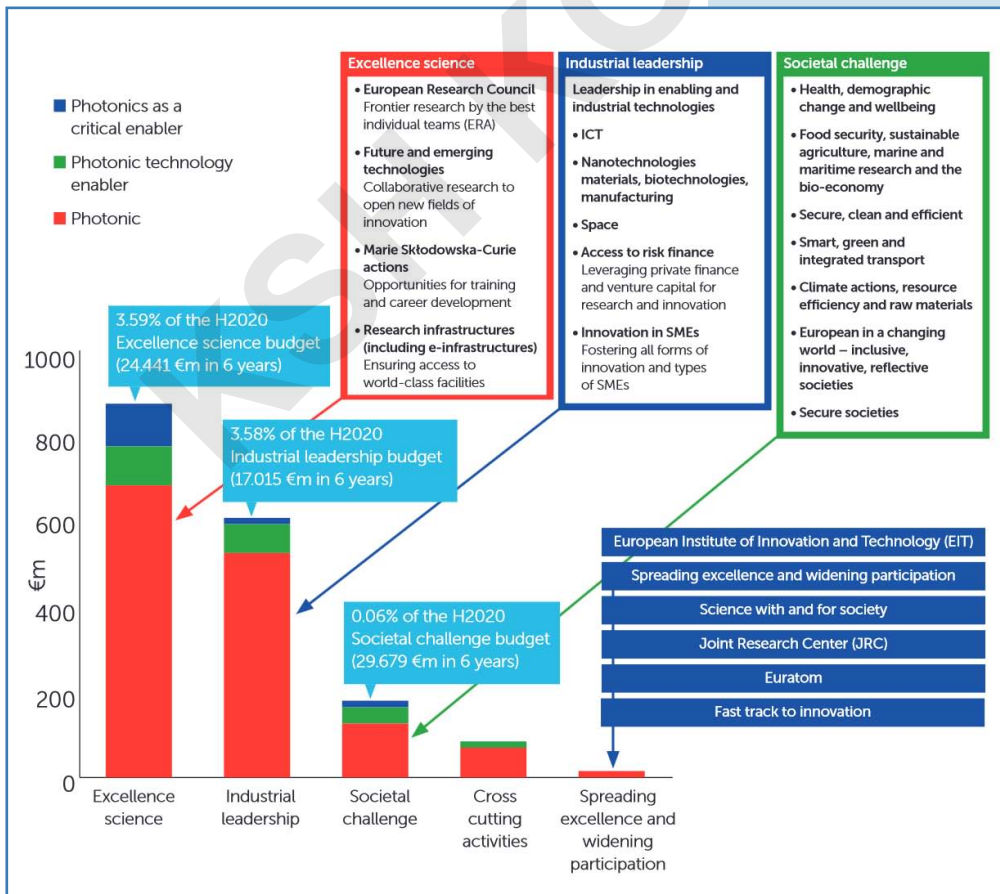 Excellence science
• European Research Council
Frontier research by the best
individual teams (ERA)
• Future and emerging
technologies
Collaborative research to
open new fields of
innovation
• Marie Skłodowska-Curie
actions
Opportunities for training
and career development
• Research infrastructures
(including e-infrastructures)
Ensuring access to
world-class facilities
Industrial leadership
Leadership in enabling and
industrial technologies
• ICT
• Nanotechnologies
materials, biotechnologies,
manufacturing
• Space
• Access to risk finance
Leveraging private finance
and venture capital for
research and innovation
• Innovation in SMEs
Fostering all forms of
innovation and types
of SMEs
Societal challenge
• Health, demographic
change and wellbeing
• Food security, sustainable
agriculture, marine and
maritime research and the
bio-economy
• Secure, clean and efficient
• Smart, green and
integrated transport
• Climate actions, resource
efficiency and raw materials
• European in a changing
world – inclusive,
innovative, reflective
societies
• Secure societies
Photonics as a
critical enabler
Photonic technology
enabler
Photonic
3.59% of the H2020
Excellence science budget
(24.441 €m in 6 years)
3.58% of the H2020
Industrial leadership budget
(17.015 €m in 6 years)
0.06% of the H2020
Societal challenge budget
(29.679 €m in 6 years)
European Institute of Innovation and Technology (EIT)
Spreading excellence and widening participation
Science with and for society
Joint Research Center (JRC)
Euratom
Fast track to innovation
€m
1000
800
600
400
200
0
Excellence
science
Industrial
leadership
Societal
challenge
Cross
cutting
activities
Spreading
excellence and
widening
participation